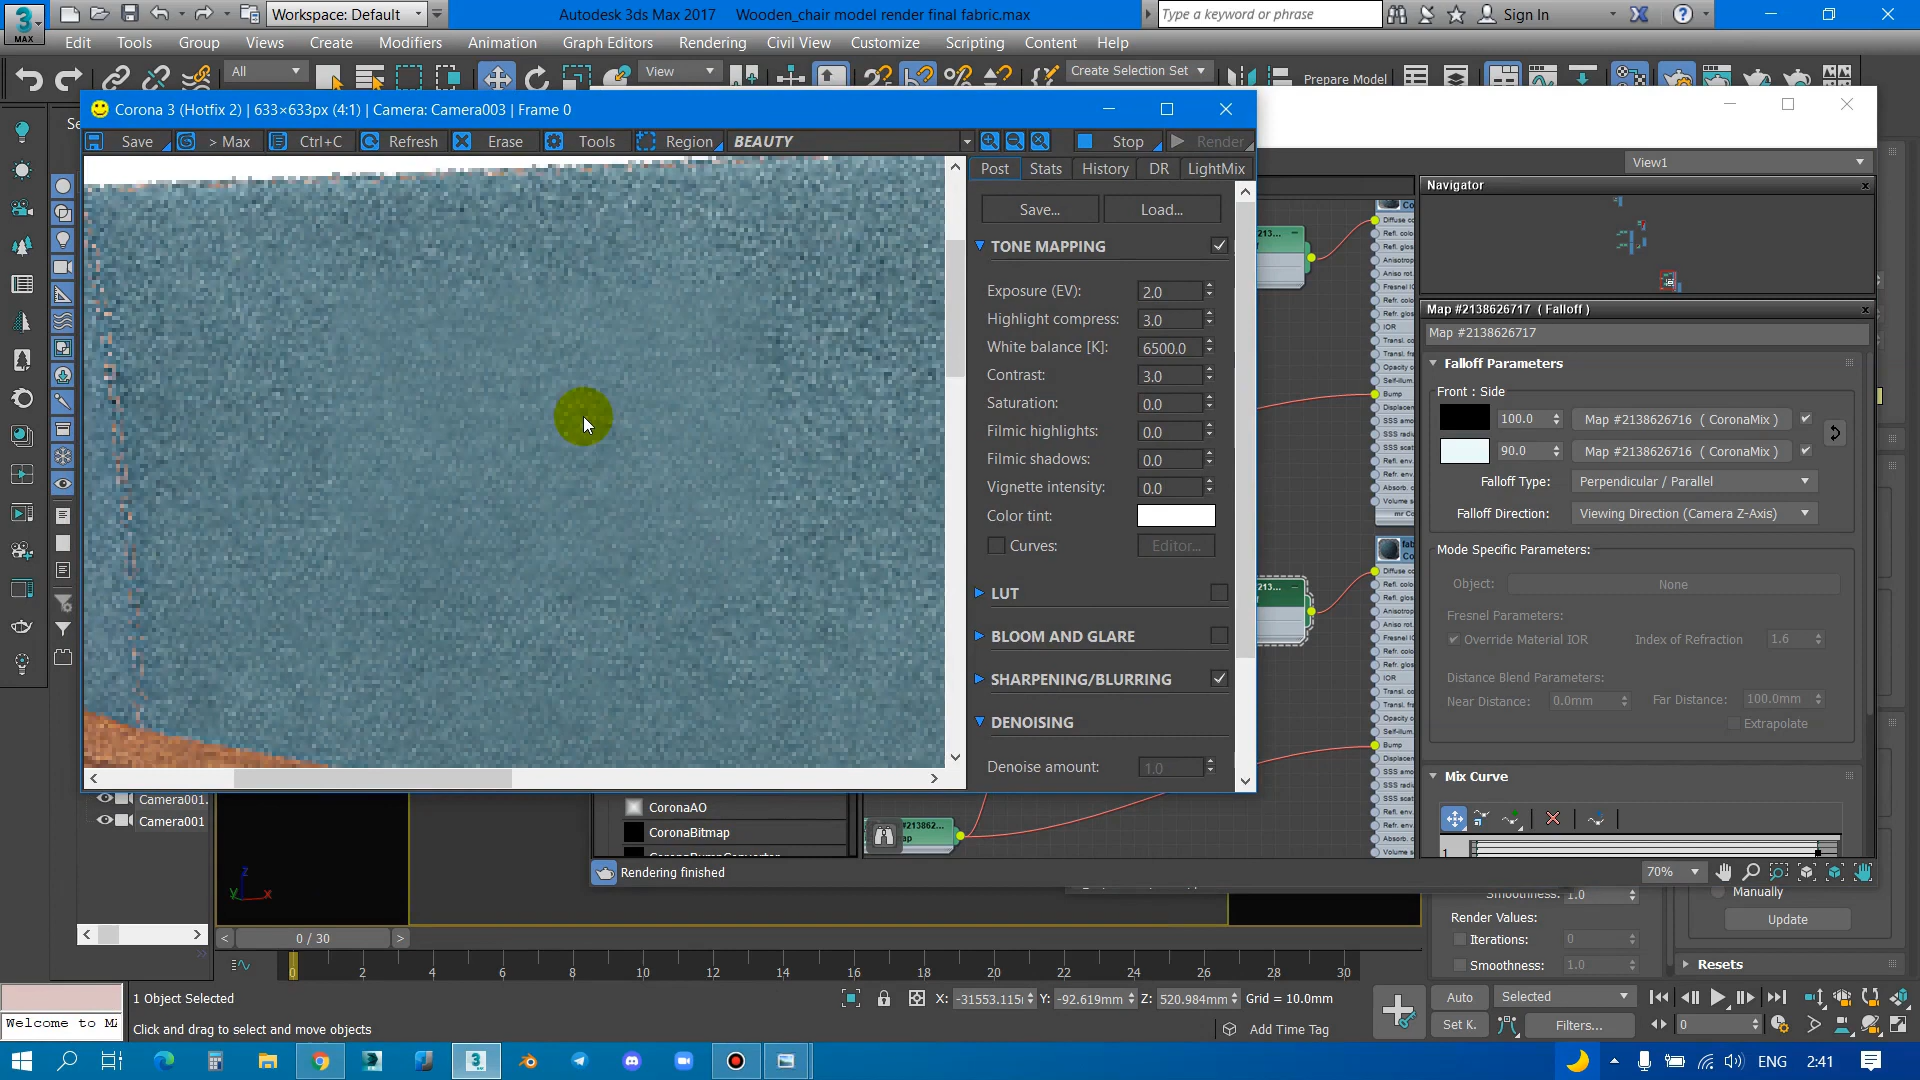 3
MAX
Workspace: Default
Autodesk 3ds Max 2017
Wooden_chair model render final fabric.max
Type a keyword or phrase
Sign In
Edit
Tools
Group
Views
Create
Modifiers
Animation
Graph Editors
Rendering
Civil View
Customize
Scripting
Content
Help
All
View
Create Selection Set
Prepare Model
Se
Corona 3 (Hotfix 2) | 633×633px (4:1) | Camera: Camera003 | Frame 0
Save
> Max
Ctrl+C
Refresh
Erase
Tools
Region
BEAUTY
Stop
Render
Post
Stats
History
DR
LightMix
Save...
Load...
TONE MAPPING
Exposure (EV):
2.0
Highlight compress:
3.0
White balance [K]:
6500.0
Contrast:
3.0
Saturation:
0.0
Filmic highlights:
0.0
Filmic shadows:
0.0
Vignette intensity:
0.0
Color tint:
Curves:
Editor...
LUT
BLOOM AND GLARE
SHARPENING/BLURRING
DENOISING
Denoise amount:
1.0
View1
Navigator
Map #2138626717 ( Falloff )
Map #2138626717
Falloff Parameters
Front : Side
100.0
Map #2138626716 ( CoronaMix )
90.0
Map #2138626716 ( CoronaMix )
Falloff Type:
Perpendicular / Parallel
Falloff Direction:
Viewing Direction (Camera Z-Axis)
Mode Specific Parameters:
Object:
None
Fresnel Parameters:
Override Material IOR
Index of Refraction
1.6
Distance Blend Parameters:
Near Distance:
0.0mm
Far Distance:
100.0mm
Extrapolate
Mix Curve
1
Camera001.
Camera001
CoronaAO
CoronaBitmap
Rendering finished
70%
Manually
Smoothness:
1.0
Render Values:
Update
Iterations:
0
Smoothness:
1.0
Resets
0 / 30
0
2
4
6
8
10
12
14
16
18
20
22
24
26
28
30
1 Object Selected
Welcome to MA
Click and drag to select and move objects
X:
-31553.115
Y:
-92.619mm
Z:
520.984mm
Grid = 10.0mm
Add Time Tag
Auto
Selected
Set K.
Filters...
0
ENG
2:41